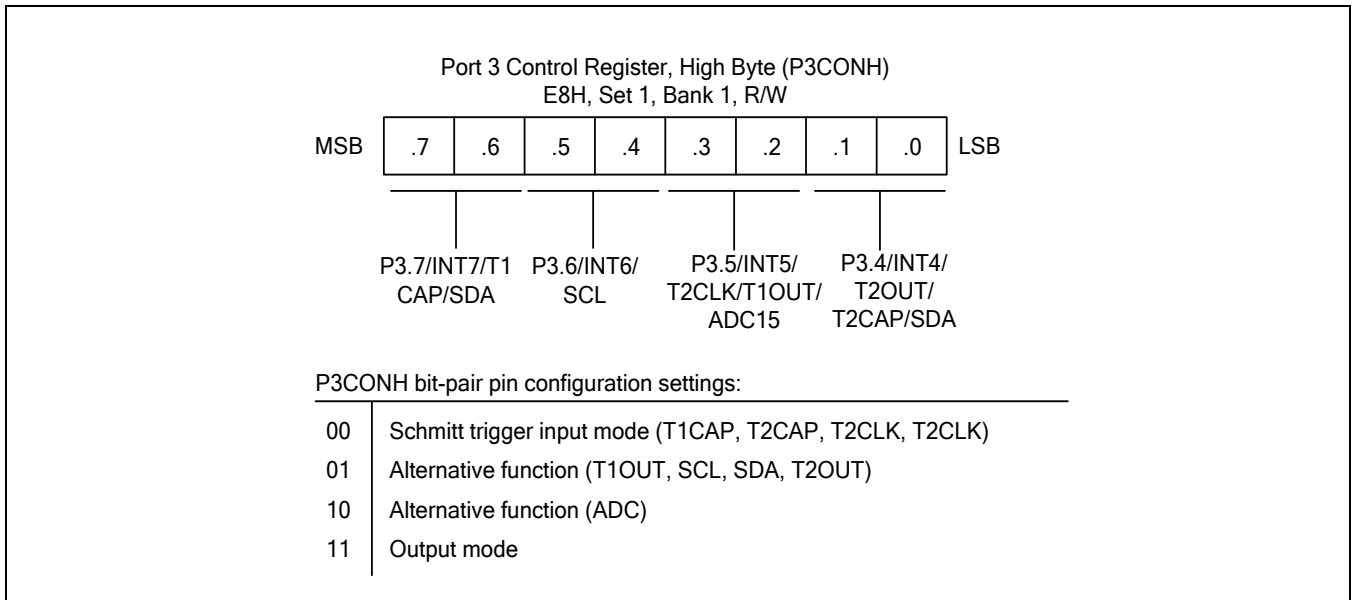 Port 3 Control Register, High Byte (P3CONH)
E8H, Set 1, Bank 1, R/W
MSB .7 .6 .5 .4 .3 .2 .1 .0 LSB
P3.7/INT7/T1 P3.6/INT6/ P3.5/INT5/ P3.4/INT4/
CAP/SDA SCL T2CLK/T1OUT/ T2OUT/
ADC15 T2CAP/SDA
P3CONH bit-pair pin configuration settings:
00 Schmitt trigger input mode (T1CAP, T2CAP, T2CLK, T2CLK)
01 Alternative function (T1OUT, SCL, SDA, T2OUT)
10 Alternative function (ADC)
11 Output mode